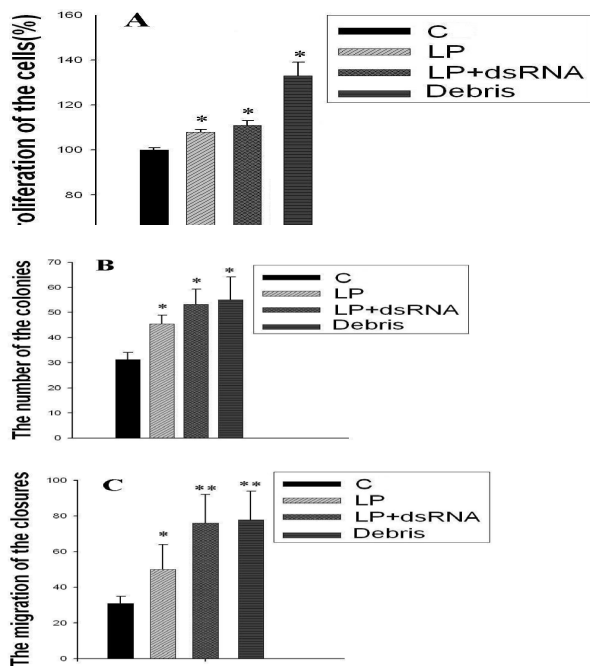 160
140
120
100
80
roliferation of the cells(%)
A
*
*
*
C
LP
LP+dsRNA
Debris
70
60
50
40
30
20
10
0
The number of the colonies
B
*
*
*
C
LP
LP+dsRNA
Debris
100
80
60
40
20
0
The migration of the closures
C
*
**
**
C
LP
LP+dsRNA
Debris